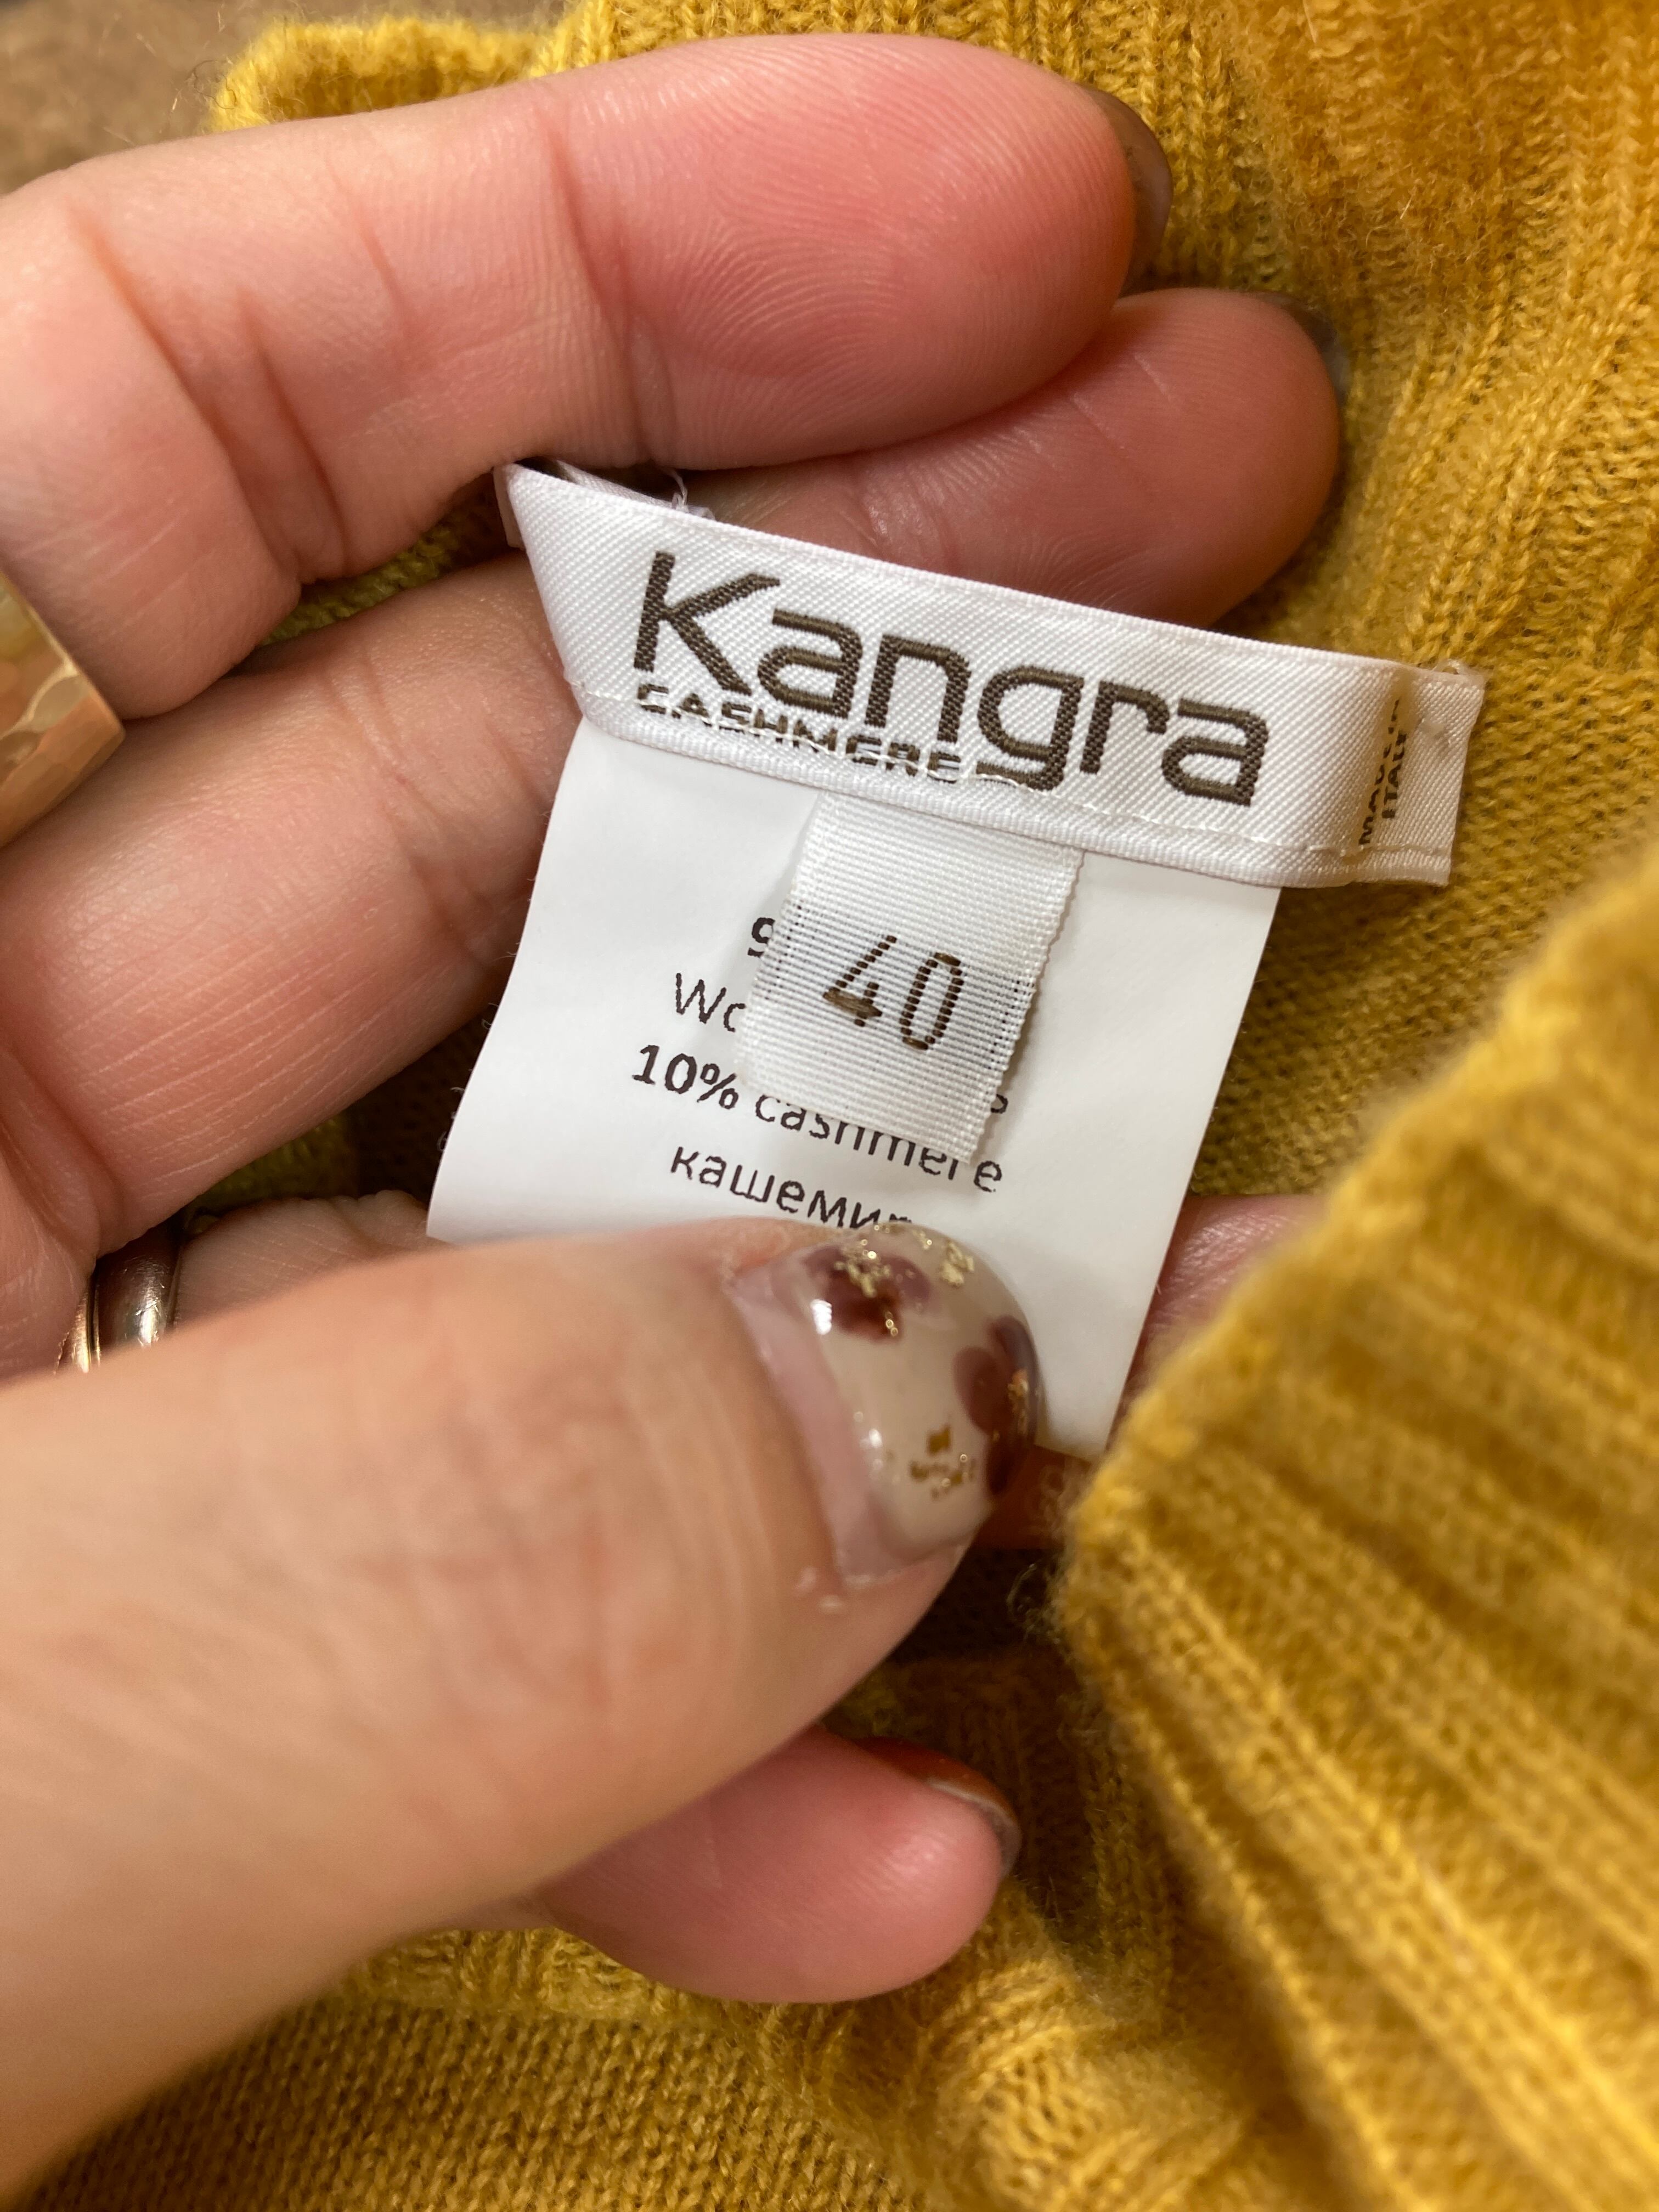 Kangra
CASHMERE
MADE IN
ITALY
40
10% cashmere
кашемир